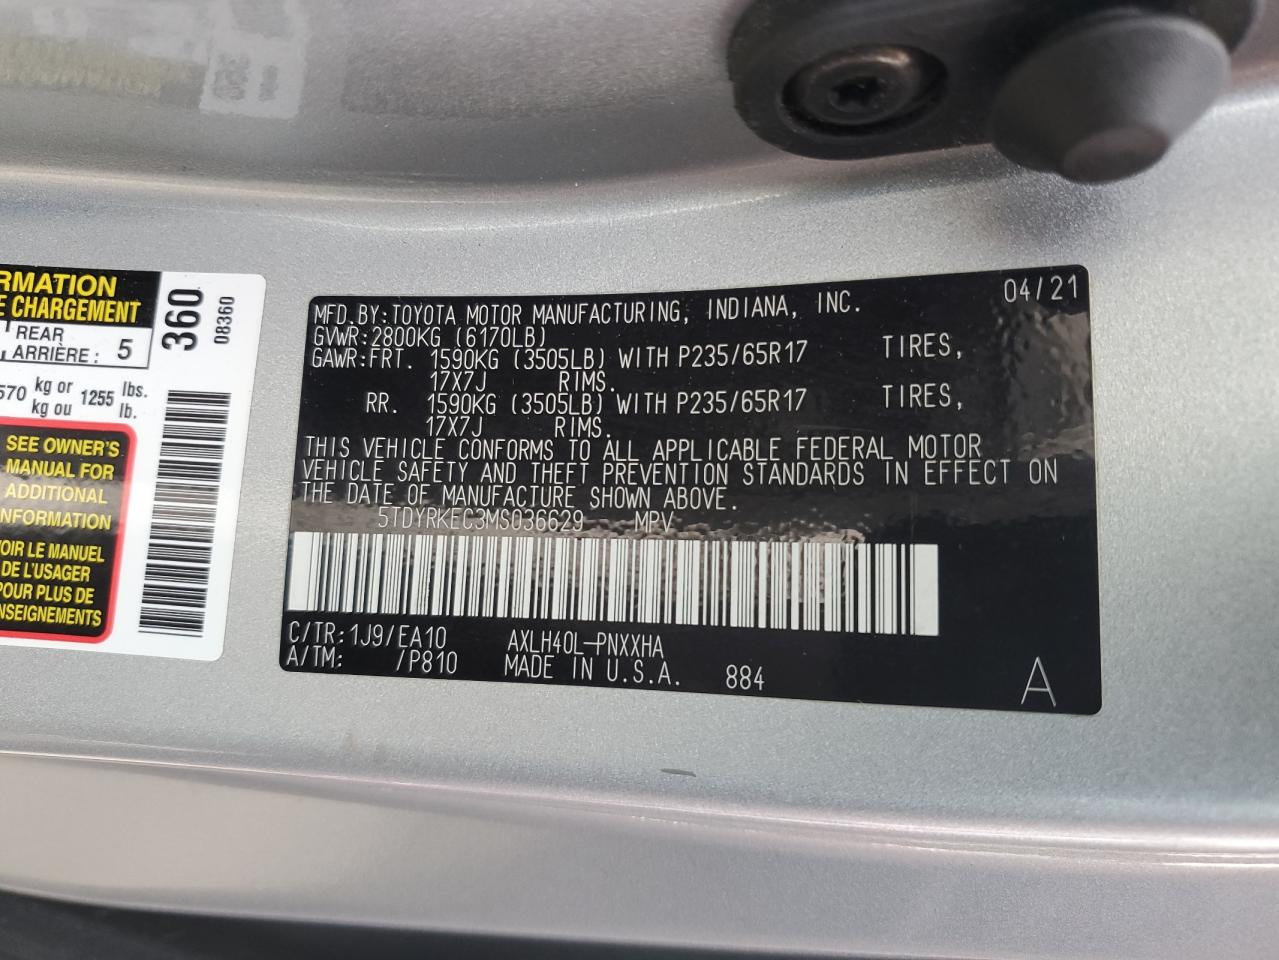 RMATION
E CHARGEMENT
REAR
ARRIÈRE: 5
570 kg or 1255 lbs.
kg ou lb.
360
08360
SEE OWNER'S
MANUAL FOR
ADDITIONAL
INFORMATION
OIR LE MANUEL
DE L'USAGER
POUR PLUS DE
NSEIGNEMENTS
04/21
MFD.BY:TOYOTA MOTOR MANUFACTURING, INDIANA, INC.
GVWR:2800KG (6170LB)
GAWR:FRT. 1590KG (3505LB) WITH P235/65R17 TIRES,
17X7J RIMS.
RR. 1590KG (3505LB) WITH P235/65R17 TIRES,
17X7J RIMS.
THIS VEHICLE CONFORMS TO ALL APPLICABLE FEDERAL MOTOR
VEHICLE SAFETY AND THEFT PREVENTION STANDARDS IN EFFECT ON
THE DATE OF MANUFACTURE SHOWN ABOVE.
5TDYRKEC3MS036629 MPV
C/TR:1J9/EA10 AXLH40L-PNXXHA
A/TM: /P810 MADE IN U.S.A. 884
A